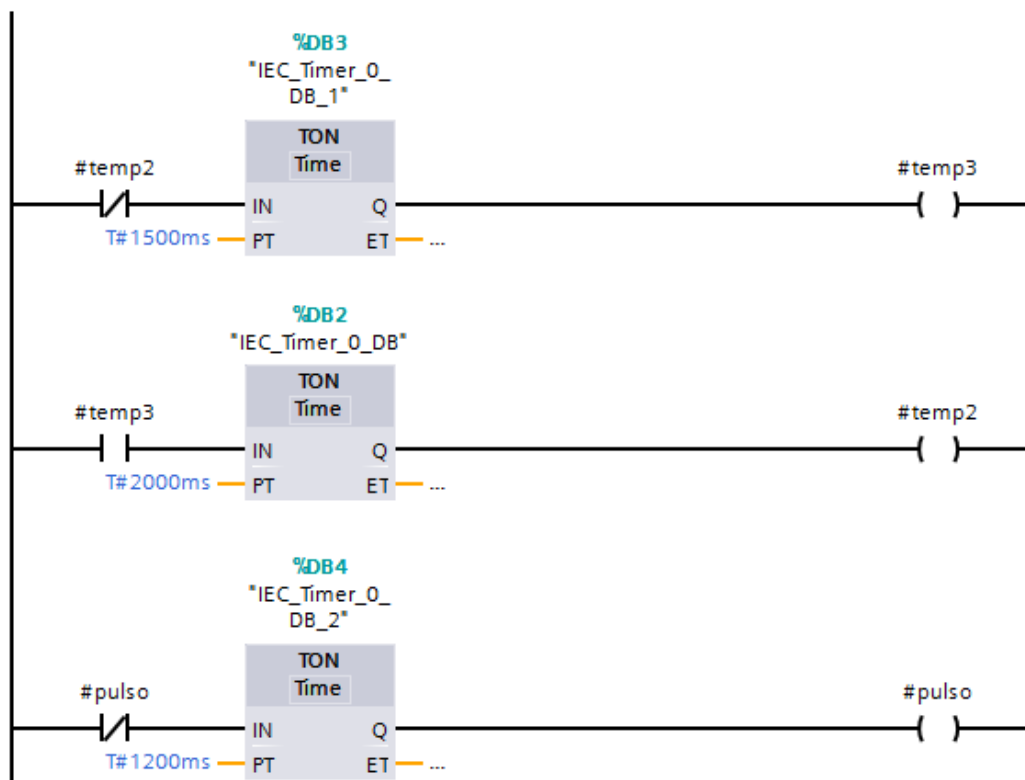 %DB3
"IEC_Timer_0_
DB_1"
TON
Time
#temp2
#temp3
IN Q
T#1500ms PT ET ...
%DB2
"IEC_Timer_0_DB"
TON
Time
#temp3
#temp2
IN Q
T#2000ms PT ET ...
%DB4
"IEC_Timer_0_
DB_2"
TON
Time
#pulso
#pulso
IN Q
T#1200ms PT ET ...